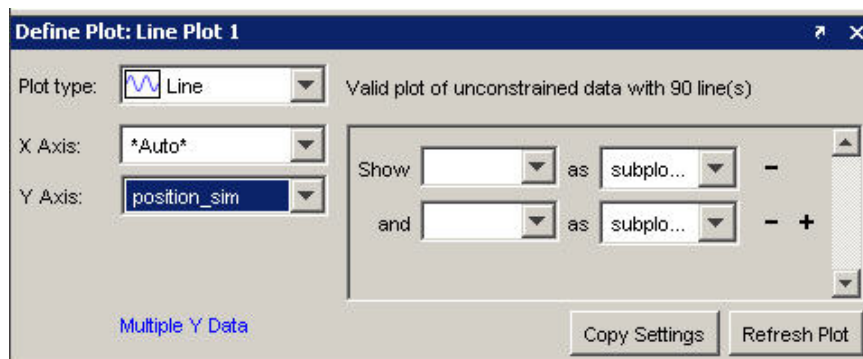 Define Plot: Line Plot 1
Plot type: Line
Valid plot of unconstrained data with 90 line(s)
X Axis: *Auto*
Show as subplo... -
Y Axis: position_sim
and as subplo... - +
Multiple Y Data
Copy Settings Refresh Plot